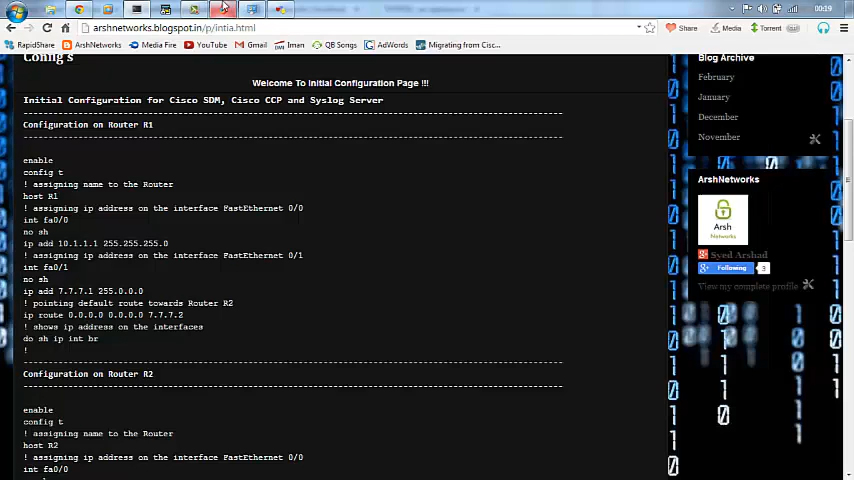 00:19
arshnetworks.blogspot.in/p/intia.html
Share
Media
Torrent
RapidShare
ArshNetworks
Media Fire
YouTube
Gmail
Iman
QB Songs
AdWords
Migrating from Cisc...
Config's
Welcome To Initial Configuration Page !!!
Initial Configuration for Cisco SDM, Cisco CCP and Syslog Server
------------------------------------------------------------
Configuration on Router R1
------------------------------------------------------------
enable
config t
! assigning name to the Router
host R1
! assigning ip address on the interface FastEthernet 0/0
int fa0/0
no sh
ip add 10.1.1.1 255.255.255.0
! assigning ip address on the interface FastEthernet 0/1
int fa0/1
no sh
ip add 7.7.7.1 255.0.0.0
! pointing default route towards Router R2
ip route 0.0.0.0 0.0.0.0 7.7.7.2
! shows ip address on the interfaces
do sh ip int br
!
------------------------------------------------------------
Configuration on Router R2
------------------------------------------------------------
enable
config t
! assigning name to the Router
host R2
! assigning ip address on the interface FastEthernet 0/0
int fa0/0
Blog Archive
February
January
December
November
ArshNetworks
Arsh
Networks
Syed Arshad
Following
3
View my complete profile